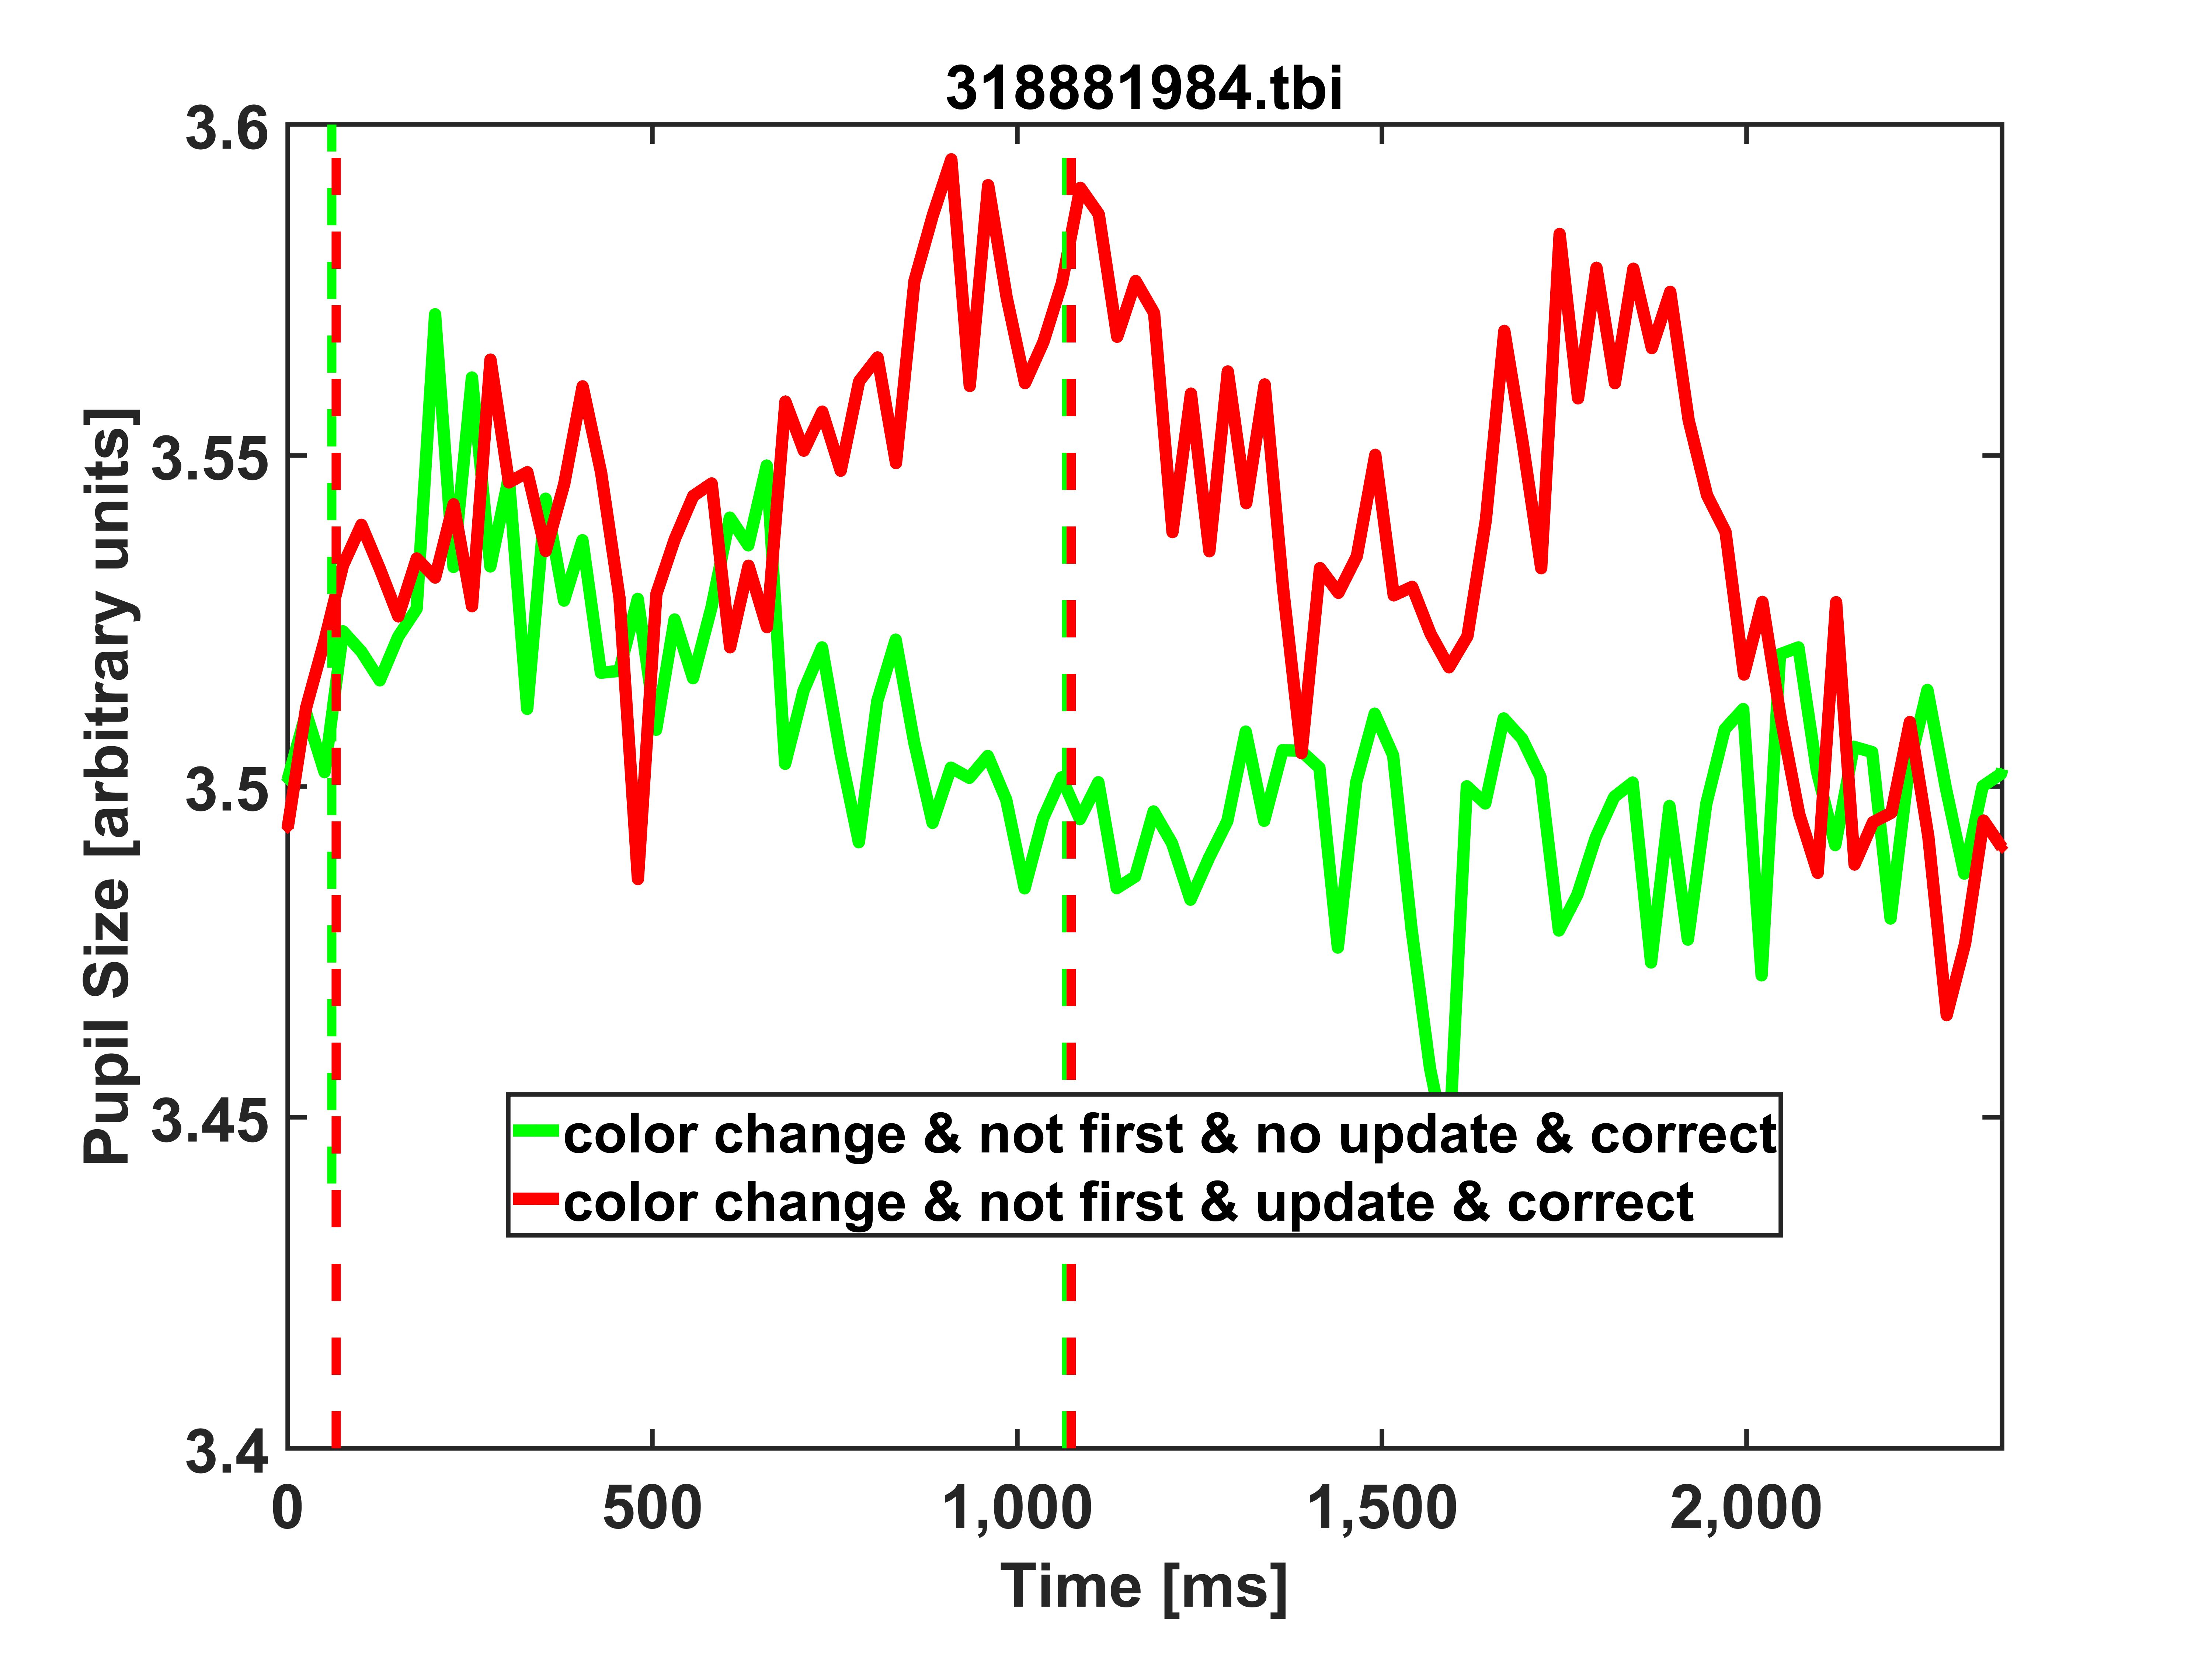 318881984.tbi
3.6
3.55
3.5
3.45
3.4
Pupil Size [arbitrary units]
color change & not first & no update & correct
color change & not first & update & correct
0 500 1,000 1,500 2,000
Time [ms]